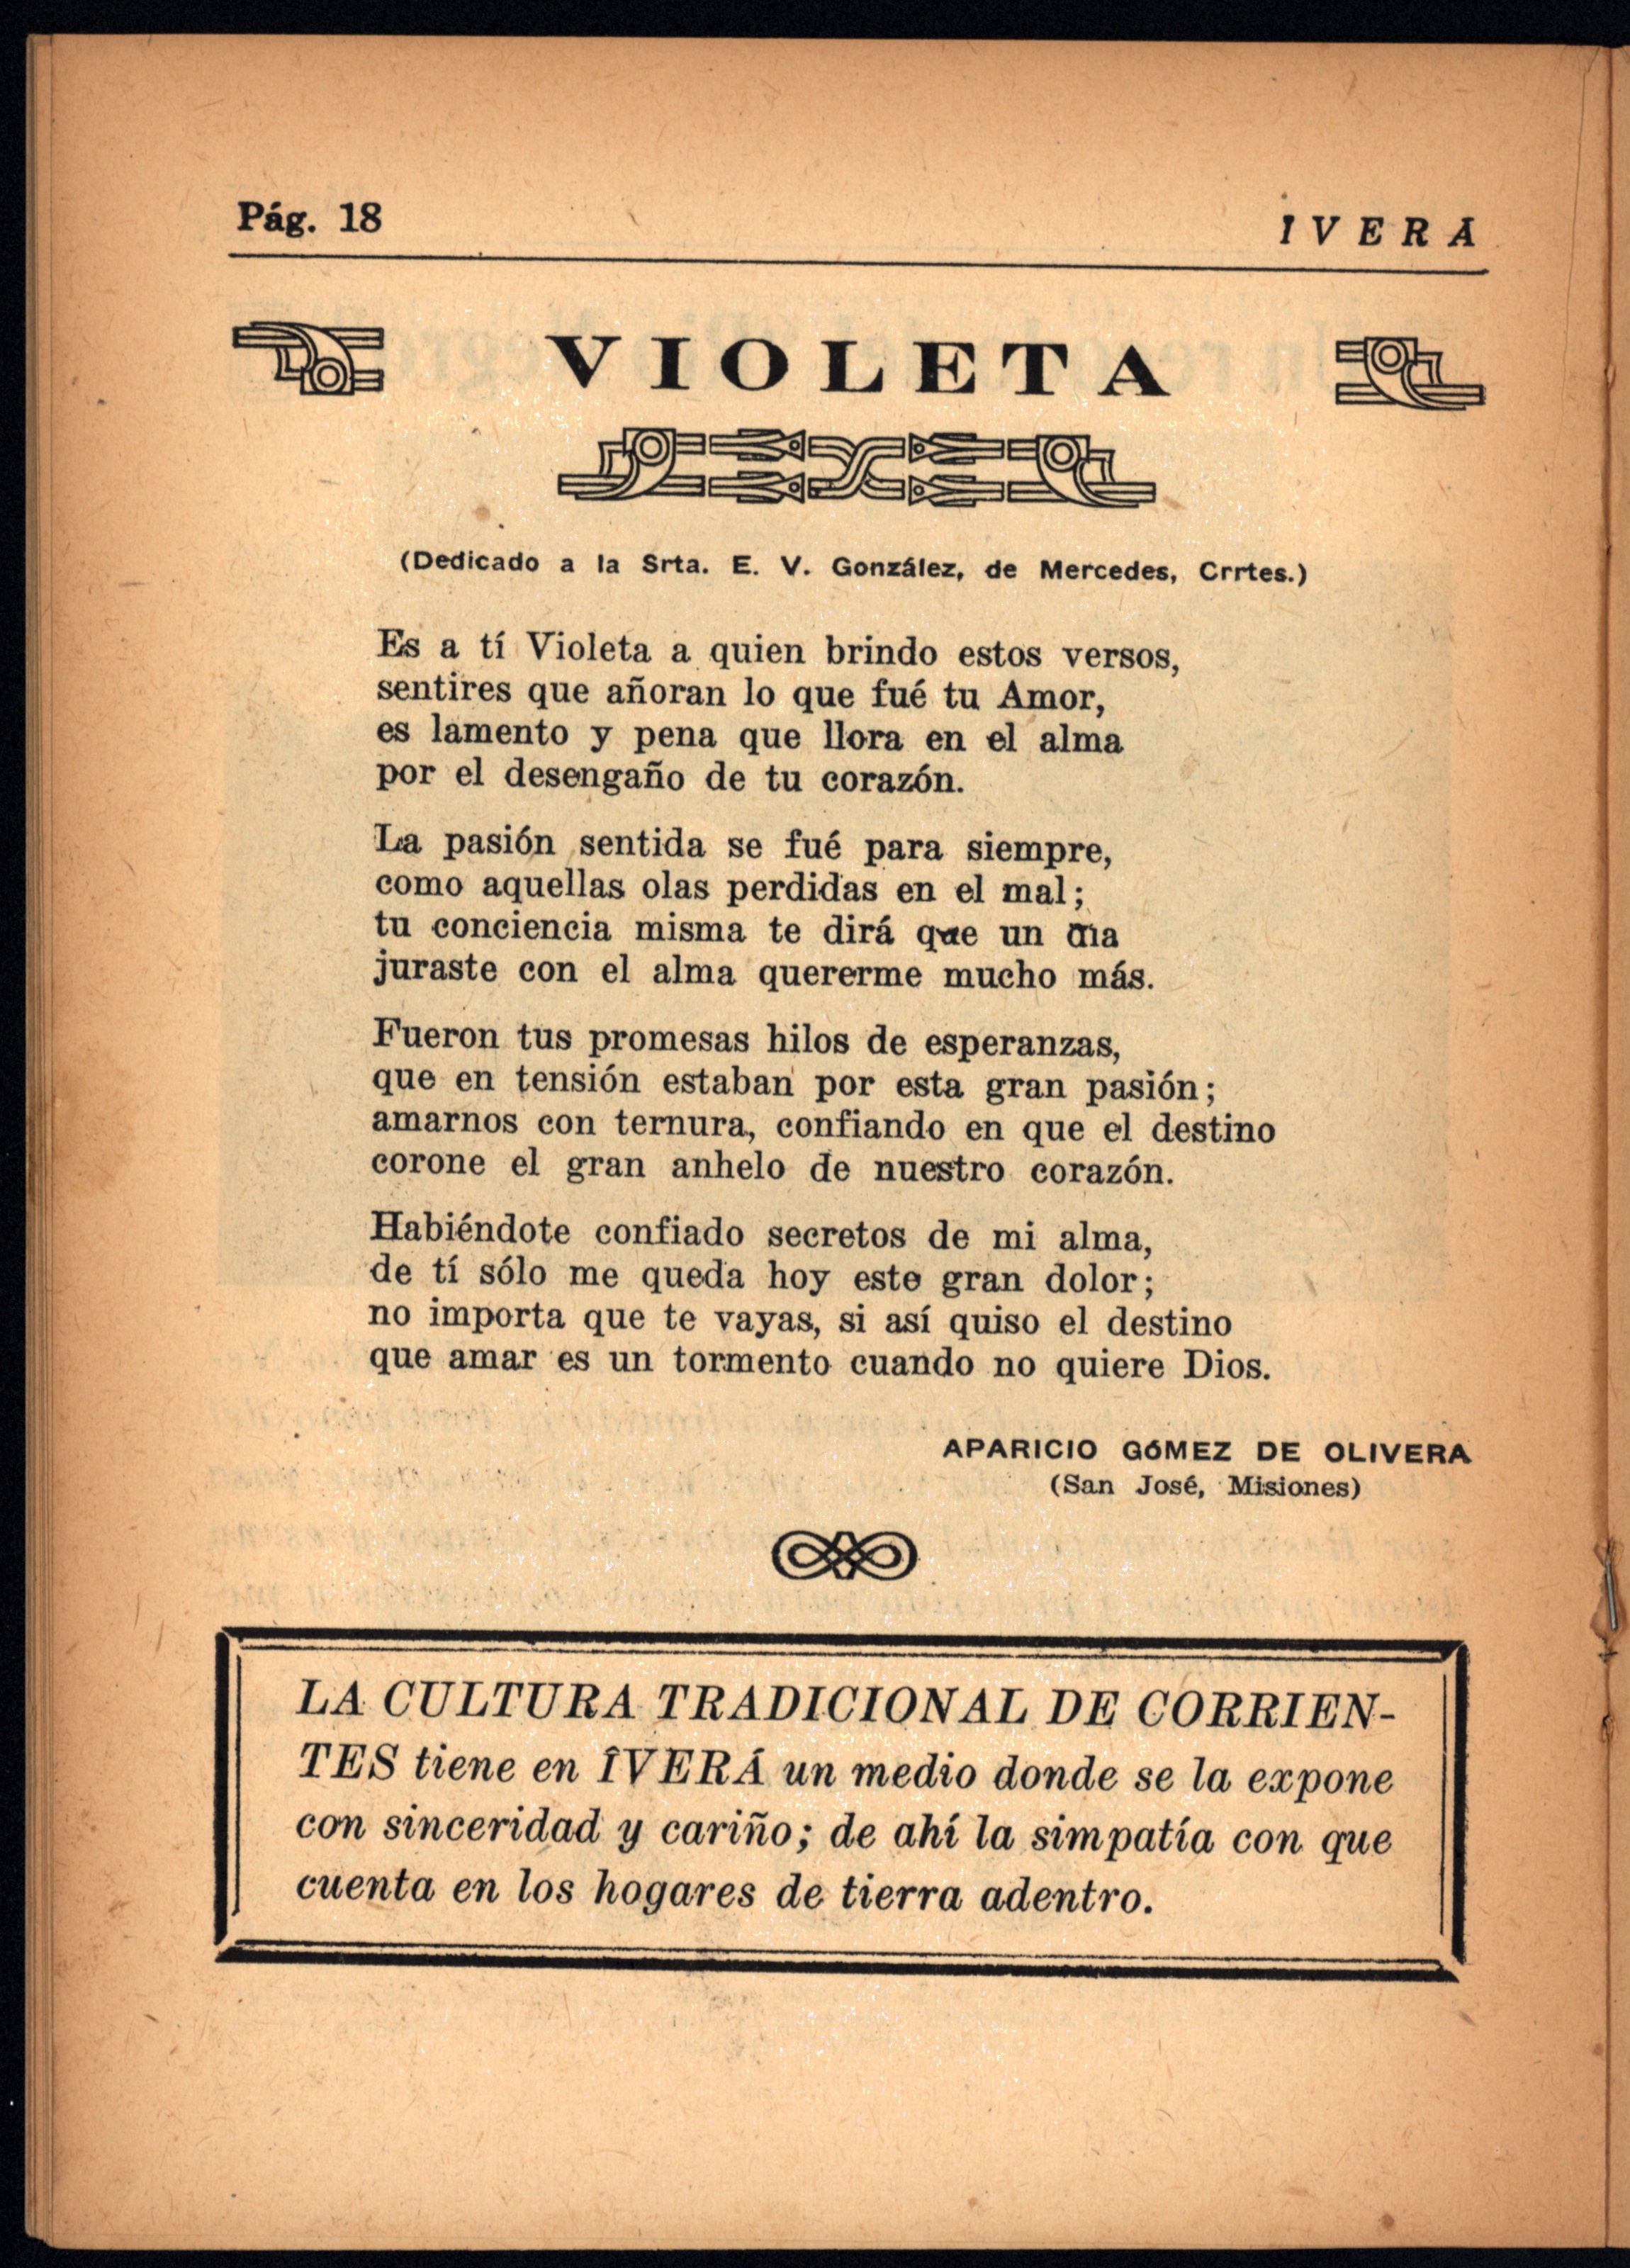 Pág. 18
IVERA
VIOLETA
(Dedicado a la Srta. E. V. González, de Mercedes, Crrtes.)
Es a tí Violeta a quien brindo estos versos,
sentires que añoran lo que fué tu Amor,
es lamento y pena que llora en el alma
por el desengaño de tu corazón.
La pasión sentida se fué para siempre,
como aquellas olas perdidas en el mal;
tu conciencia misma te dirá que un día
juraste con el alma quererme mucho más.
Fueron tus promesas hilos de esperanzas,
que en tensión estaban por esta gran pasión;
amarnos con ternura, confiando en que el destino
corone el gran anhelo de nuestro corazón.
Habiéndote confiado secretos de mi alma,
de tí sólo me queda hoy este gran dolor;
no importa que te vayas, si así quiso el destino
que amar es un tormento cuando no quiere Dios.
APARICIO GÓMEZ DE OLIVERA
(San José, Misiones)
LA CULTURA TRADICIONAL DE CORRIEN-
TES tiene en ÎVERÁ un medio donde se la expone
con sinceridad y cariño; de ahí la simpatía con que
cuenta en los hogares de tierra adentro.